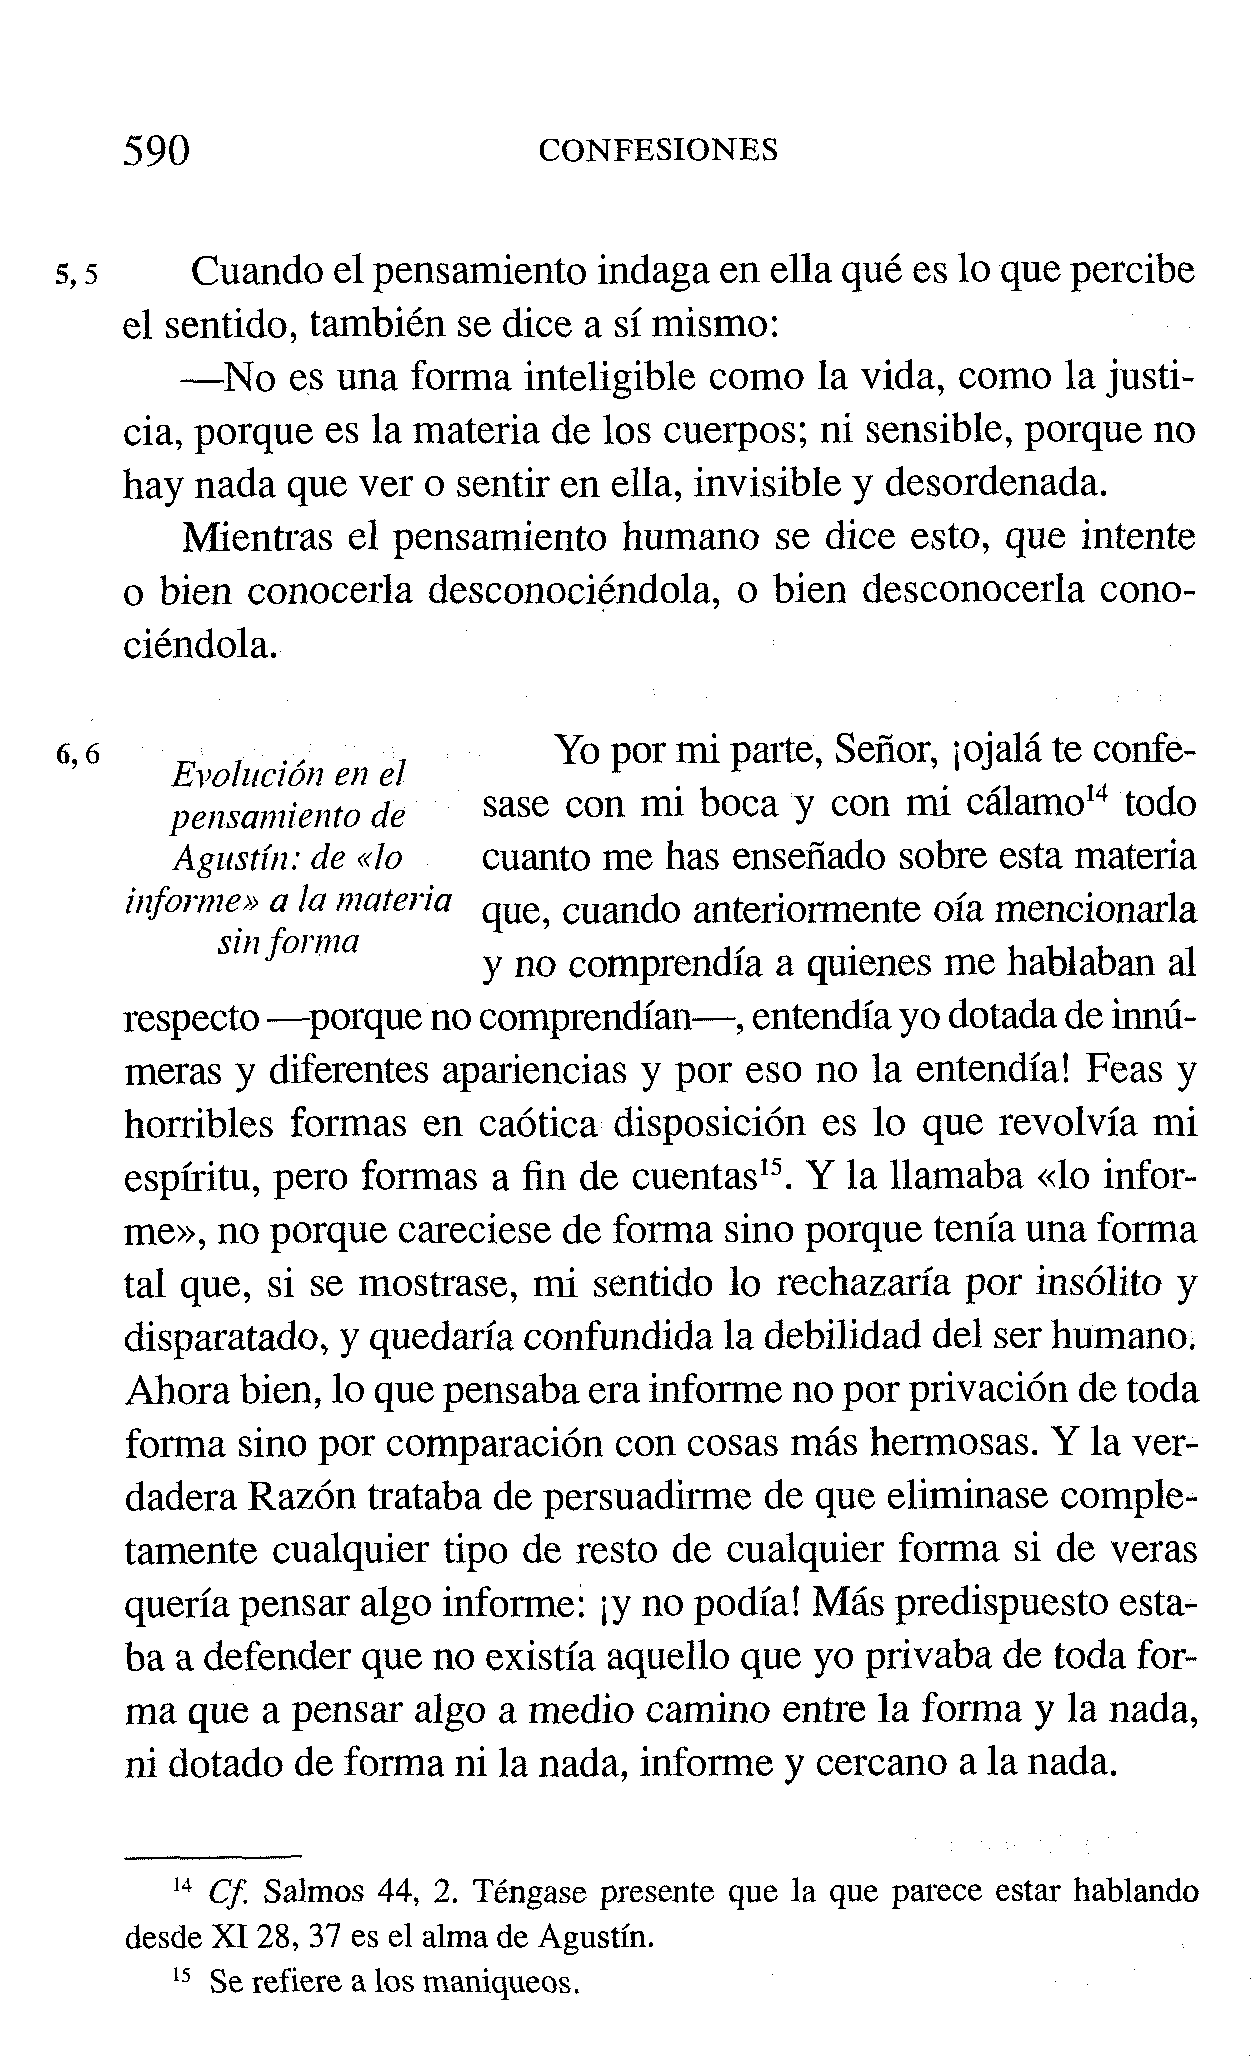 590 CONFESIONES
5, 5 Cuando el pensamiento indaga en ella qué es lo que percibe
el sentido, también se dice a sí mismo:
—No es una forma inteligible como la vida, como la justi-
cia, porque es la materia de los cuerpos; ni sensible, porque no
hay nada que ver o sentir en ella, invisible y desordenada.
Mientras el pensamiento humano se dice esto, que intente
o bien conocerla desconociéndola, o bien desconocerla cono-
ciéndola.
6, 6
Evolución en el
pensamiento de
Agustín: de «lo
informe» a la materia
sin forma
Yo por mi parte, Señor, ¡ojalá te confe-
sase con mi boca y con mi cálamo¹⁴ todo
cuanto me has enseñado sobre esta materia
que, cuando anteriormente oía mencionarla
y no comprendía a quienes me hablaban al
respecto —porque no comprendían—, entendía yo dotada de innú-
meras y diferentes apariencias y por eso no la entendía! Feas y
horribles formas en caótica disposición es lo que revolvía mi
espíritu, pero formas a fin de cuentas¹⁵. Y la llamaba «lo infor-
me», no porque careciese de forma sino porque tenía una forma
tal que, si se mostrase, mi sentido lo rechazaría por insólito y
disparatado, y quedaría confundida la debilidad del ser humano.
Ahora bien, lo que pensaba era informe no por privación de toda
forma sino por comparación con cosas más hermosas. Y la ver-
dadera Razón trataba de persuadirme de que eliminase comple-
tamente cualquier tipo de resto de cualquier forma si de veras
quería pensar algo informe: ¡y no podía! Más predispuesto esta-
ba a defender que no existía aquello que yo privaba de toda for-
ma que a pensar algo a medio camino entre la forma y la nada,
ni dotado de forma ni la nada, informe y cercano a la nada.
¹⁴ Cf. Salmos 44, 2. Téngase presente que la que parece estar hablando
desde XI 28, 37 es el alma de Agustín.
¹⁵ Se refiere a los maniqueos.